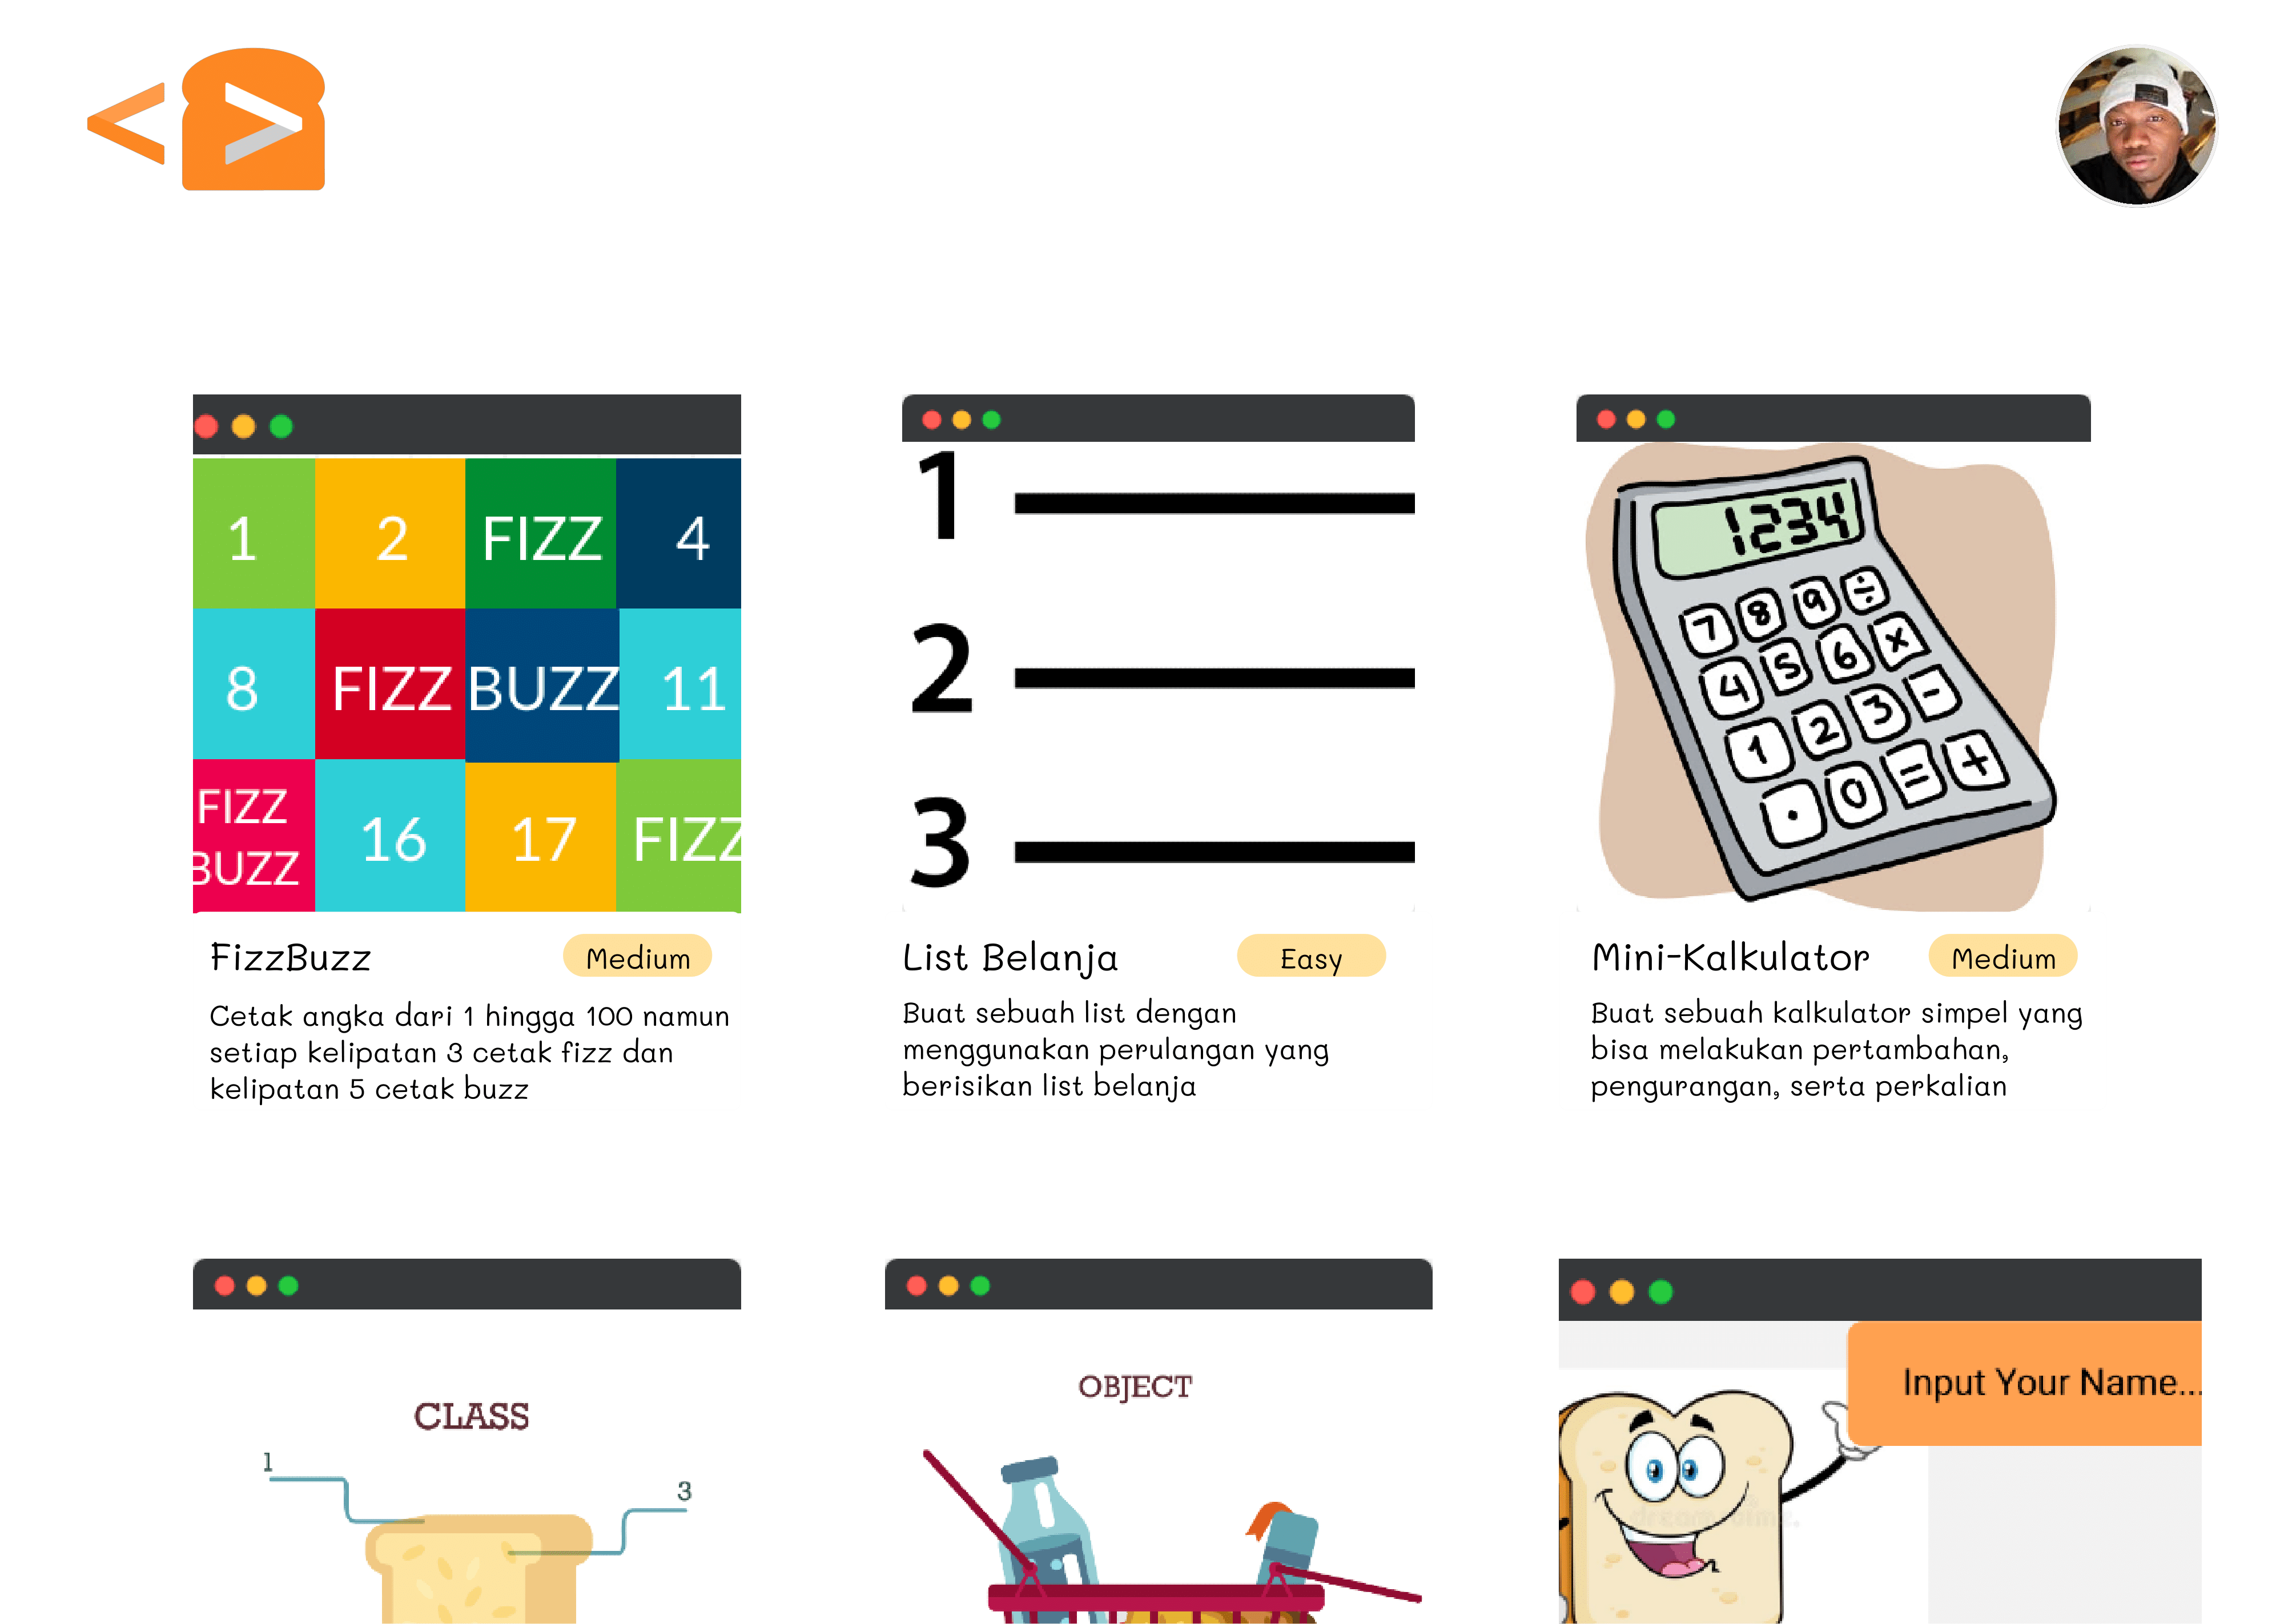 1 2 FIZZ 4
8 FIZZ BUZZ 11
FIZZ
BUZZ
16 17 FIZZ
1
2
3
1234
7 8 9 ÷
4 5 6 ×
1 2 3 -
. 0 = +
FizzBuzz
Medium
Cetak angka dari 1 hingga 100 namun
setiap kelipatan 3 cetak fizz dan
kelipatan 5 cetak buzz
List Belanja
Easy
Buat sebuah list dengan
menggunakan perulangan yang
berisikan list belanja
Mini-Kalkulator
Medium
Buat sebuah kalkulator simpel yang
bisa melakukan pertambahan,
pengurangan, serta perkalian
CLASS
1
3
OBJECT
Input Your Name...